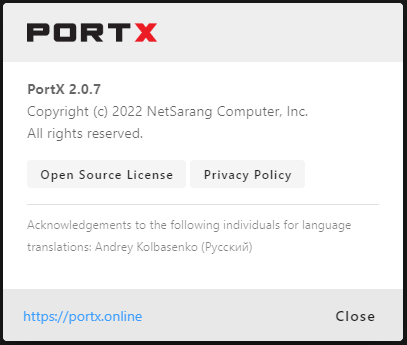 PORTX
PortX 2.0.7
Copyright (c) 2022 NetSarang Computer, Inc.
All rights reserved.
Open Source License Privacy Policy
Acknowledgements to the following individuals for language
translations: Andrey Kolbasenko (Русский)
https://portx.online Close